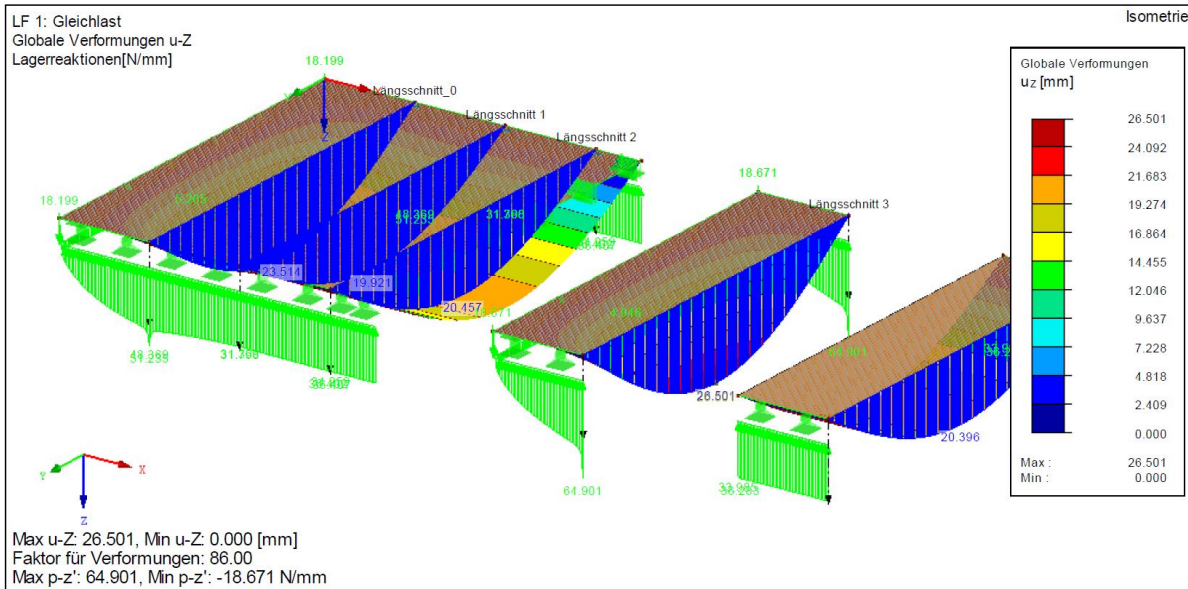 LF 1: Gleichlast
Globale Verformungen u-Z
Lagerreaktionen[N/mm]
Isometrie
18.199
Längsschnitt_0
Längsschnitt 1
Längsschnitt 2
X
Z
18.671
Längsschnitt 3
18.199
5.205
23.514
19.921
20.457
4.946
26.501
20.396
64.901
Globale Verformungen
uz [mm]
26.501
24.092
21.683
19.274
16.864
14.455
12.046
9.637
7.228
4.818
2.409
0.000
Max : 26.501
Min : 0.000
Y
X
Z
Max u-Z: 26.501, Min u-Z: 0.000 [mm]
Faktor für Verformungen: 86.00
Max p-z': 64.901, Min p-z': -18.671 N/mm